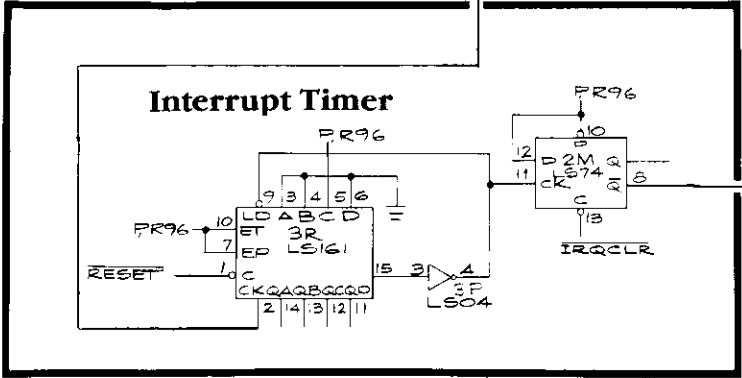 Interrupt Timer
PR96
PR96
10
12 D P 2M Q
11 CK LS74 Q̅ 8
C
13
I̅R̅Q̅C̅L̅R̅
9 3 4 5 6
LD A B C D
PR96 10 ET 3R
7 EP LS161
R̅E̅S̅E̅T̅ 1 C 15 3 4
3P
LS04
CK QA QB QC QD
2 14 13 12 11